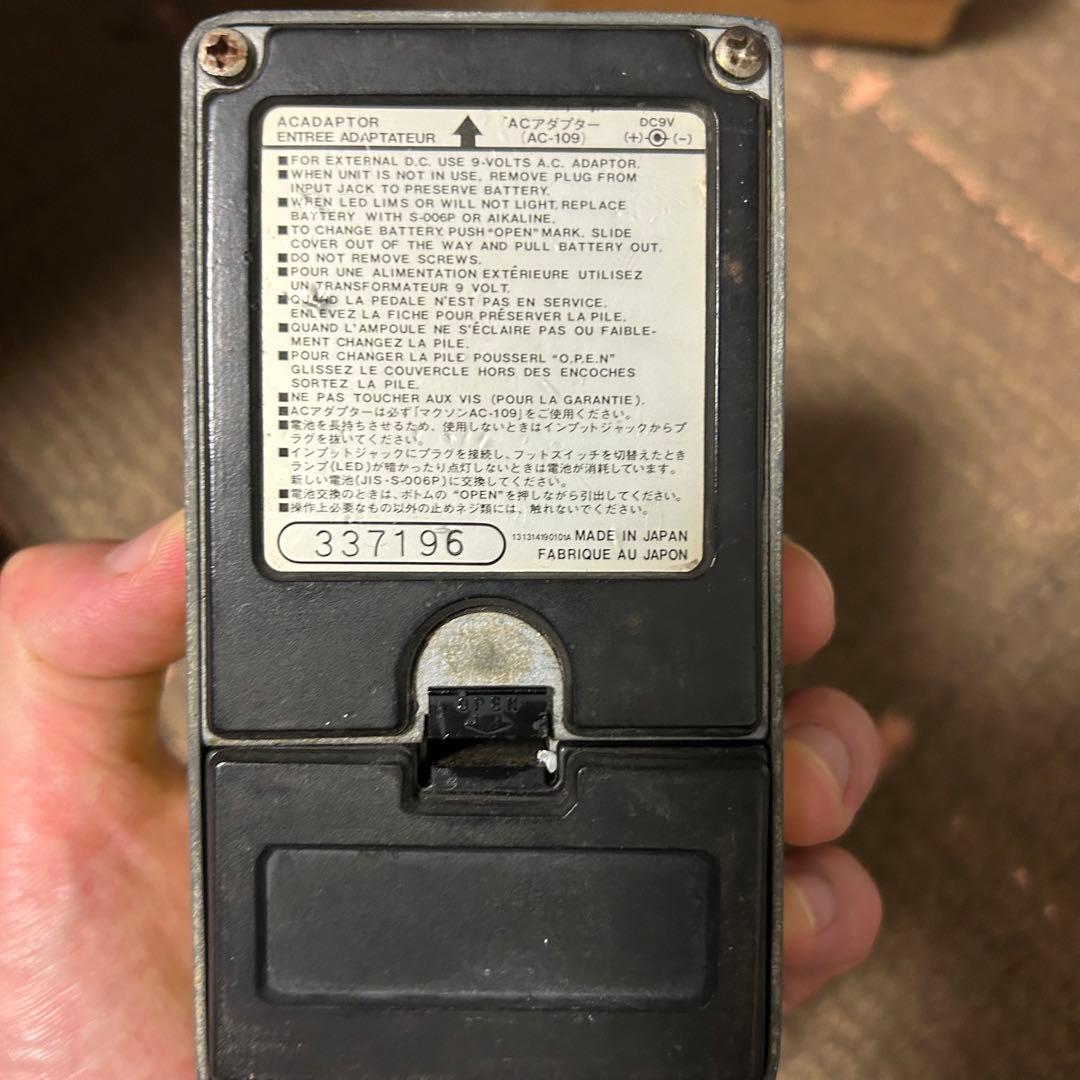 ACADAPTOR
ENTREE ADAPTATEUR
ACアダプター
(AC-109)
DC9V
(+) (-)
■FOR EXTERNAL D.C. USE 9-VOLTS A.C. ADAPTOR.
■WHEN UNIT IS NOT IN USE, REMOVE PLUG FROM
INPUT JACK TO PRESERVE BATTERY.
■WHEN LED LIMS OR WILL NOT LIGHT, REPLACE
BATTERY WITH S-006P OR AIKALINE.
■TO CHANGE BATTERY. PUSH "OPEN" MARK. SLIDE
COVER OUT OF THE WAY AND PULL BATTERY OUT.
■DO NOT REMOVE SCREWS.
■POUR UNE ALIMENTATION EXTÉRIEURE UTILISEZ
UN TRANSFORMATEUR 9 VOLT.
■QUAND LA PEDALE N'EST PAS EN SERVICE.
ENLEVEZ LA FICHE POUR PRÉSERVER LA PILE.
■QUAND L'AMPOULE NE S'ÉCLAIRE PAS OU FAIBLE-
MENT CHANGEZ LA PILE.
■POUR CHANGER LA PILE POUSSERL "O.P.E.N"
GLISSEZ LE COUVERCLE HORS DES ENCOCHES
SORTEZ LA PILE.
■NE PAS TOUCHER AUX VIS (POUR LA GARANTIE).
■ACアダプターは必ず「マクソンAC-109」をご使用ください。
■電池を長持ちさせるため、使用しないときはインプットジャックからプ
ラグを抜いてください。
■インプットジャックにプラグを接続し、フットスイッチを切替えたとき
ランプ(LED)が暗かったり点灯しないときは電池が消耗しています。
新しい電池(JIS-S-006P)に交換してください。
■電池交換のときは、ボトムの "OPEN"を押しながら引出してください。
■操作上必要なもの以外の止めネジ類には、触れないでください。
337196
131314190101A MADE IN JAPAN
FABRIQUE AU JAPON
OPEN